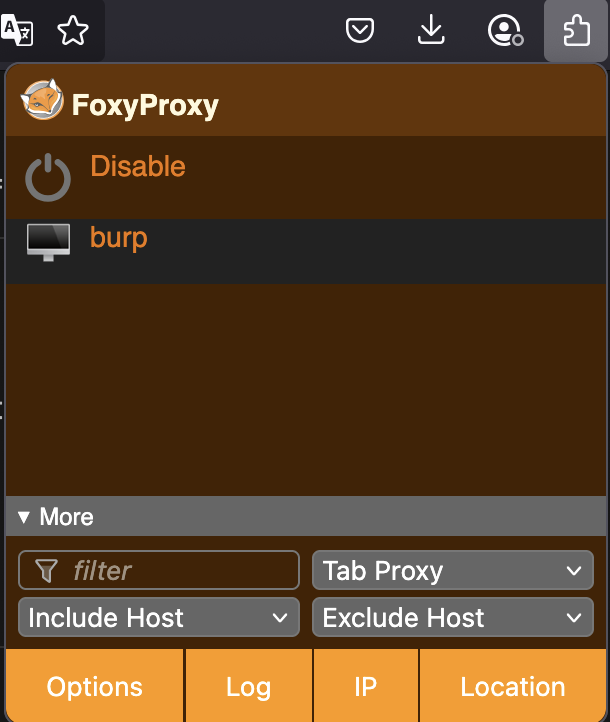 FoxyProxy
Disable
burp
▼ More
filter
Tab Proxy
Include Host
Exclude Host
Options
Log
IP
Location